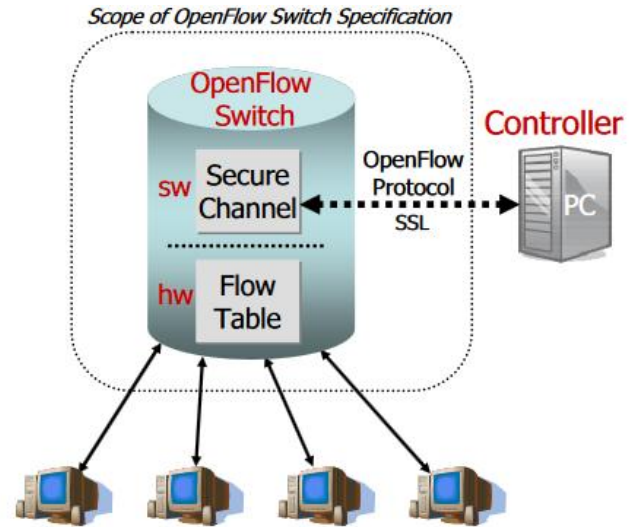 Scope of OpenFlow Switch Specification
OpenFlow
Switch
Controller
sw
Secure
Channel
OpenFlow
Protocol
SSL
PC
hw
Flow
Table